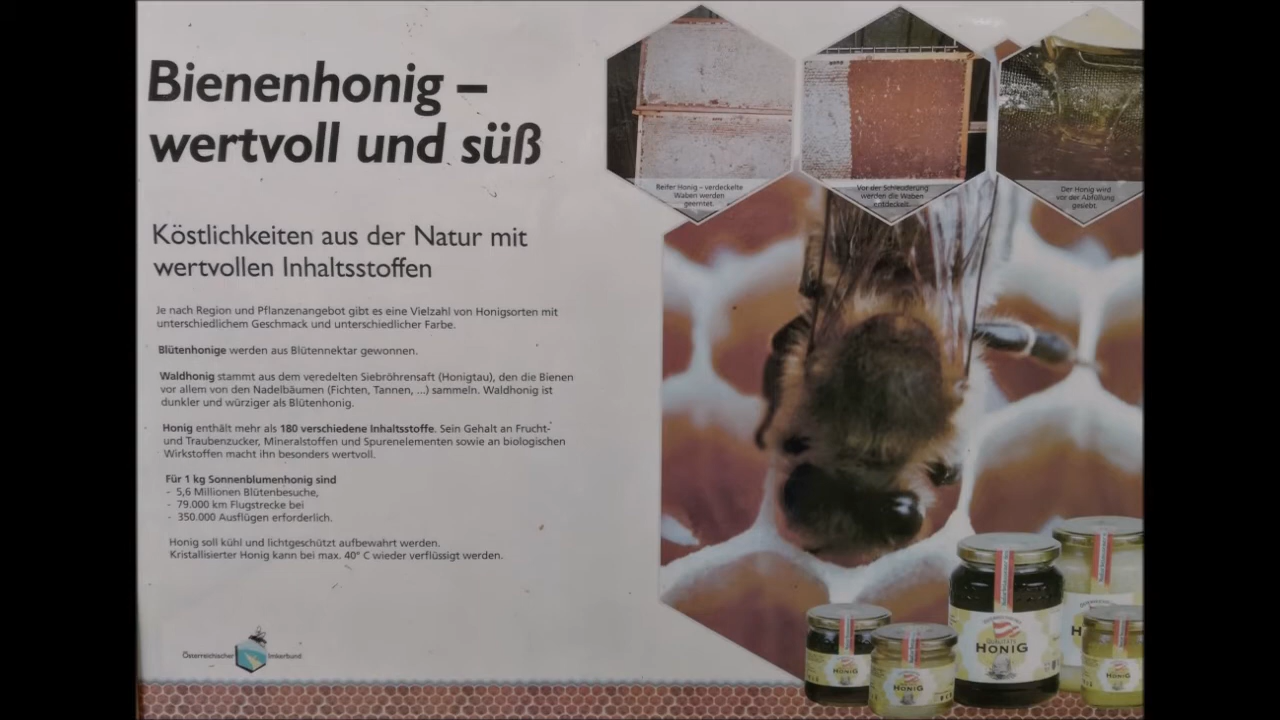 Bienenhonig –
wertvoll und süß
Köstlichkeiten aus der Natur mit
wertvollen Inhaltsstoffen
Je nach Region und Pflanzenangebot gibt es eine Vielzahl von Honigsorten mit
unterschiedlichem Geschmack und unterschiedlicher Farbe.
Blütenhonige werden aus Blütennektar gewonnen.
Waldhonig stammt aus dem veredelten Siebröhrensaft (Honigtau), den die Bienen
vor allem von den Nadelbäumen (Fichten, Tannen, ...) sammeln. Waldhonig ist
dunkler und würziger als Blütenhonig.
Honig enthält mehr als 180 verschiedene Inhaltsstoffe. Sein Gehalt an Frucht-
und Traubenzucker, Mineralstoffen und Spurenelementen sowie an biologischen
Wirkstoffen macht ihn besonders wertvoll.
Für 1 kg Sonnenblumenhonig sind
- 5,6 Millionen Blütenbesuche,
- 79.000 km Flugstrecke bei
- 350.000 Ausflügen erforderlich.
Honig soll kühl und lichtgeschützt aufbewahrt werden.
Kristallisierter Honig kann bei max. 40° C wieder verflüssigt werden.
Österreichischer Imkerbund
Reifer Honig – verdeckelte
Waben werden
geerntet.
Vor der Schleuderung
werden die Waben
entdeckelt.
Der Honig wird
vor der Abfüllung
gesiebt.
HONIG
HONIG
HONIG
H
HONIG